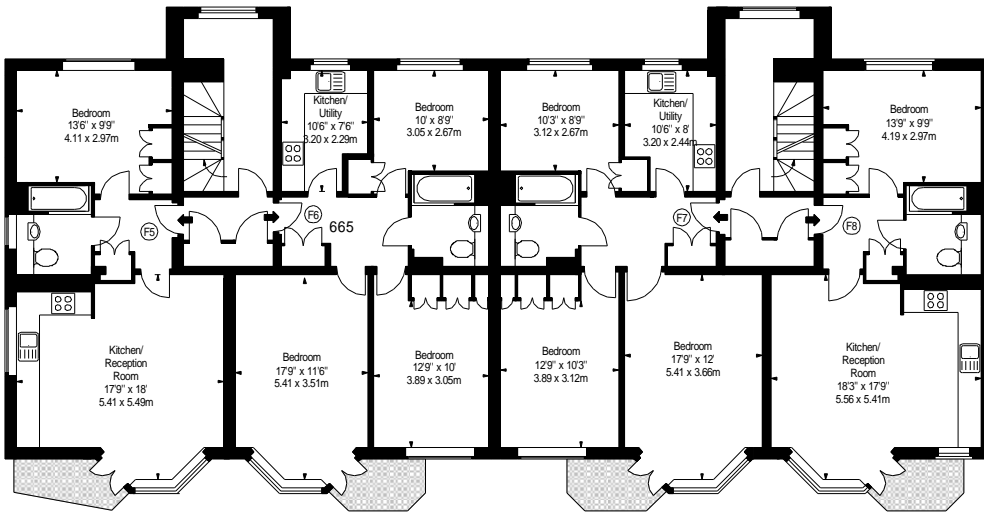 Bedroom
13'6" x 9'9"
4.11 x 2.97m
Kitchen/
Utility
10'6" x 7'6"
3.20 x 2.29m
Bedroom
10' x 8'9"
3.05 x 2.67m
Bedroom
10'3" x 8'9"
3.12 x 2.67m
Kitchen/
Utility
10'6" x 8'
3.20 x 2.44m
Bedroom
13'9" x 9'9"
4.19 x 2.97m
F5
F6
665
F7
F8
Kitchen/
Reception
Room
17'9" x 18'
5.41 x 5.49m
Bedroom
17'9" x 11'6"
5.41 x 3.51m
Bedroom
12'9" x 10'
3.89 x 3.05m
Bedroom
12'9" x 10'3"
3.89 x 3.12m
Bedroom
17'9" x 12'
5.41 x 3.66m
Kitchen/
Reception
Room
18'3" x 17'9"
5.56 x 5.41m